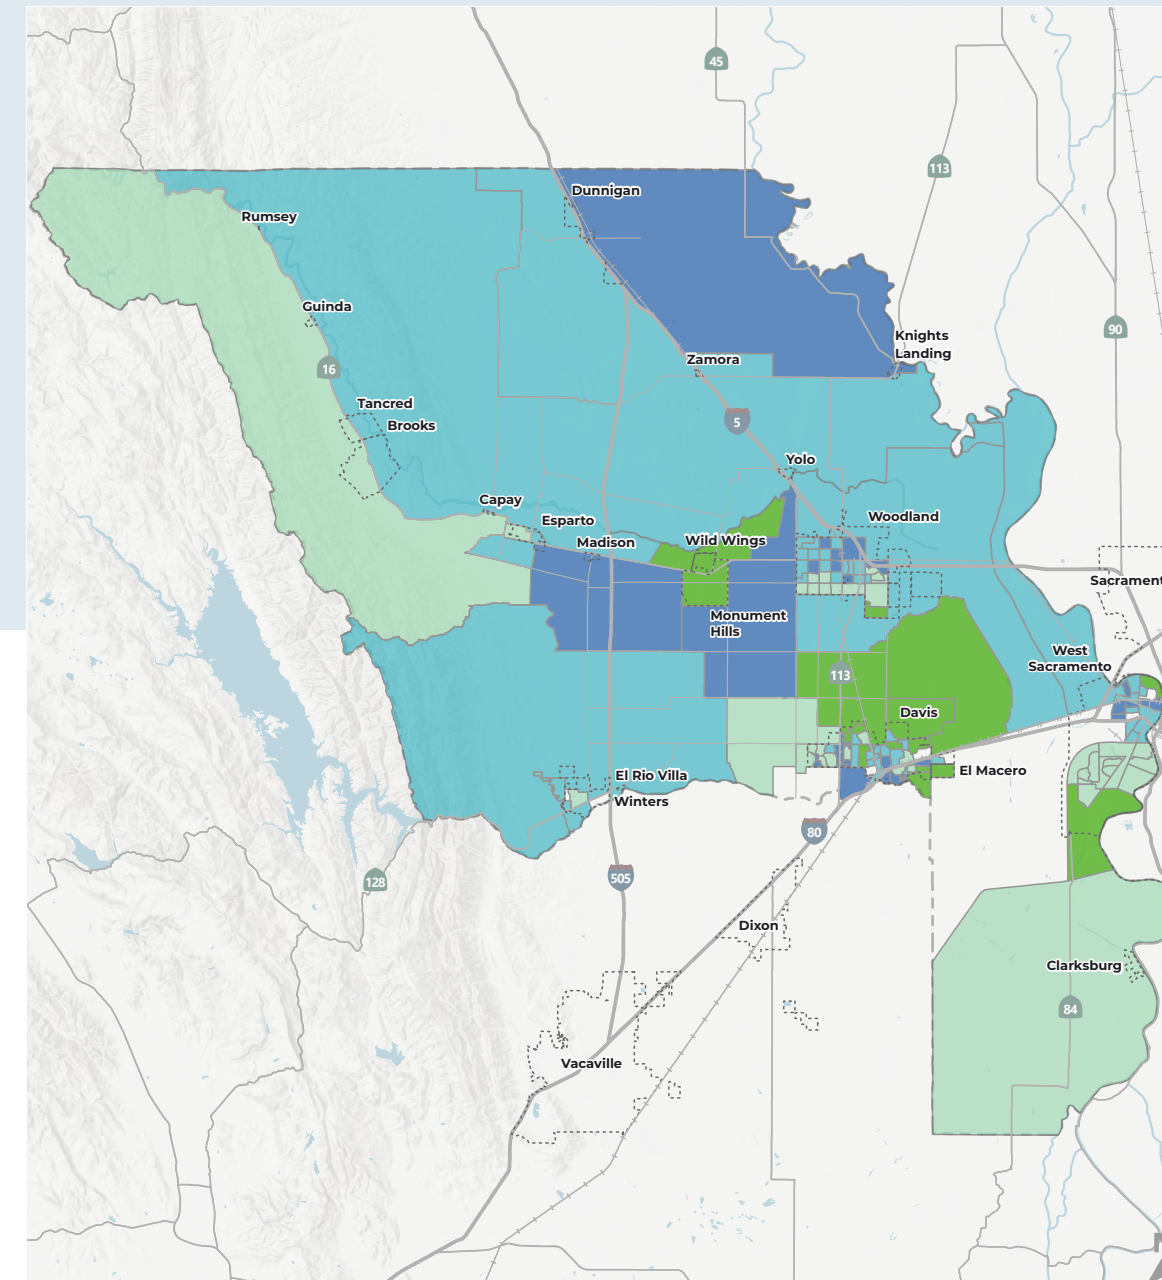 45
113
Dunnigan
Rumsey
Guinda
90
Knights
Landing
Zamora
16
Tancred
Brooks
5
Yolo
Capay
Esparto
Woodland
Madison
Wild Wings
Sacrament
Monument
Hills
West
Sacramento
113
Davis
El Macero
El Rio Villa
Winters
80
128
505
Dixon
Clarksburg
84
Vacaville